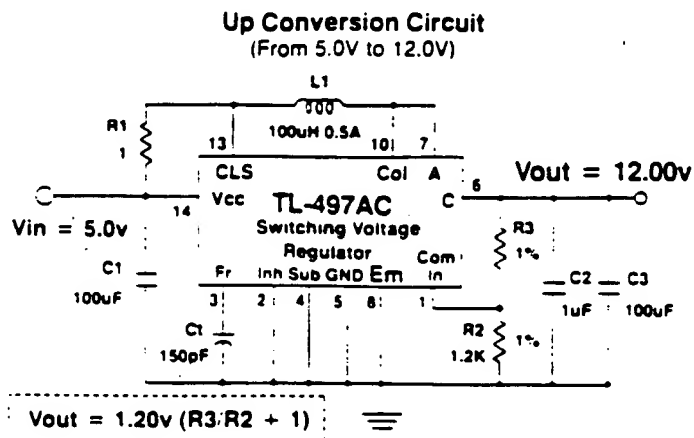 Up Conversion Circuit
(From 5.0V to 12.0V)
L1
100uH 0.5A
R1
1
13
10
7
CLS
Col
A
6
Vout = 12.00v
14
Vcc
TL-497AC
C
Vin = 5.0v
Switching Voltage
Regulator
R3
1%
Com
Fr
Inh
Sub
GND
Em
In
C1
100uF
3
2
4
5
8
1
C2
1uF
C3
100uF
Ct
150pF
R2
1.2K
1%
Vout = 1.20v (R3/R2 + 1)